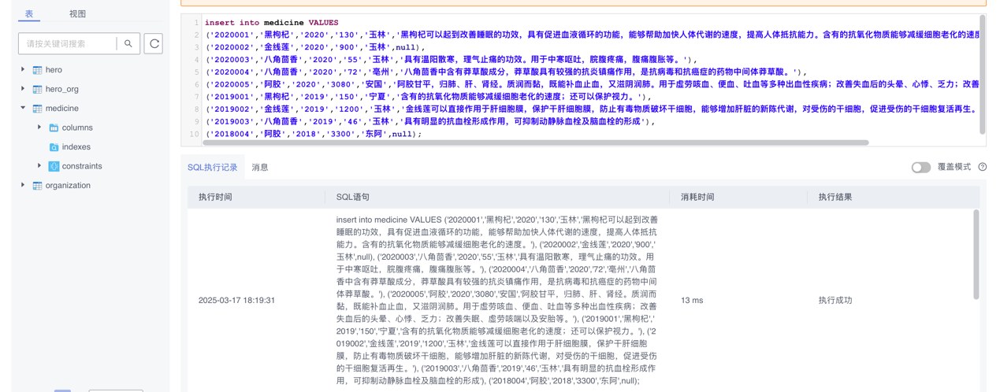 表 视图
请按关键词搜索
hero
hero_org
medicine
columns
indexes
constraints
organization
1 insert into medicine VALUES
2 ('2020001','黑枸杞','2020','130','玉林','黑枸杞可以起到改善睡眠的功效，具有促进血液循环的功能，能够帮助加快人体代谢的速度，提高人体抵抗能力。含有的抗氧化物质能够减缓细胞老化的速度
3 ('2020002','金线莲','2020','900','玉林',null),
4 ('2020003','八角茴香','2020','55','玉林','具有温阳散寒，理气止痛的功效。用于中寒呕吐，脘腹疼痛，腹痛腹胀等。'),
5 ('2020004','八角茴香','2020','72','亳州','八角茴香中含有莽草酸成分，莽草酸具有较强的抗炎镇痛作用，是抗病毒和抗癌症的药物中间体莽草酸。'),
6 ('2020005','阿胶','2020','3080','安国','阿胶甘平，归肺、肝、肾经。质润而黏，既能补血止血，又滋阴润肺。用于虚劳咳血、便血、吐血等多种出血性疾病；改善失血后的头晕、心悸、乏力；改善
7 ('2019001','黑枸杞','2019','150','宁夏','含有的抗氧化物质能够减缓细胞老化的速度；还可以保护视力。'),
8 ('2019002','金线莲','2019','1200','玉林','金线莲可以直接作用于肝细胞膜，保护干肝细胞膜，防止有毒物质破坏干细胞，能够增加肝脏的新陈代谢，对受伤的干细胞，促进受伤的干细胞复活再生。
9 ('2019003','八角茴香','2019','46','玉林','具有明显的抗血栓形成作用，可抑制动静脉血栓及脑血栓的形成'),
10 ('2018004','阿胶','2018','3300','东阿',null);
SQL执行记录 消息 覆盖模式
执行时间 SQL语句 消耗时间 执行结果
insert into medicine VALUES ('2020001','黑枸杞','2020','130','玉林','黑枸杞可以起到改善
睡眠的功效，具有促进血液循环的功能，能够帮助加快人体代谢的速度，提高人体抵抗
能力。含有的抗氧化物质能够减缓细胞老化的速度。'), ('2020002','金线莲','2020','900','
玉林',null), ('2020003','八角茴香','2020','55','玉林','具有温阳散寒，理气止痛的功效。用
于中寒呕吐，脘腹疼痛，腹痛腹胀等。'), ('2020004','八角茴香','2020','72','亳州','八角茴
香中含有莽草酸成分，莽草酸具有较强的抗炎镇痛作用，是抗病毒和抗癌症的药物中间
体莽草酸。'), ('2020005','阿胶','2020','3080','安国','阿胶甘平，归肺、肝、肾经。质润而
黏，既能补血止血，又滋阴润肺。用于虚劳咳血、便血、吐血等多种出血性疾病；改善
2025-03-17 18:19:31 失血后的头晕、心悸、乏力；改善失眠、虚劳咳喘以及安胎等。'), ('2019001','黑枸杞',' 13 ms 执行成功
2019','150','宁夏','含有的抗氧化物质能够减缓细胞老化的速度；还可以保护视力。'), ('2
019002','金线莲','2019','1200','玉林','金线莲可以直接作用于肝细胞膜，保护干肝细胞
膜，防止有毒物质破坏干细胞，能够增加肝脏的新陈代谢，对受伤的干细胞，促进受伤
的干细胞复活再生。'), ('2019003','八角茴香','2019','46','玉林','具有明显的抗血栓形成作
用，可抑制动静脉血栓及脑血栓的形成'), ('2018004','阿胶','2018','3300','东阿',null);